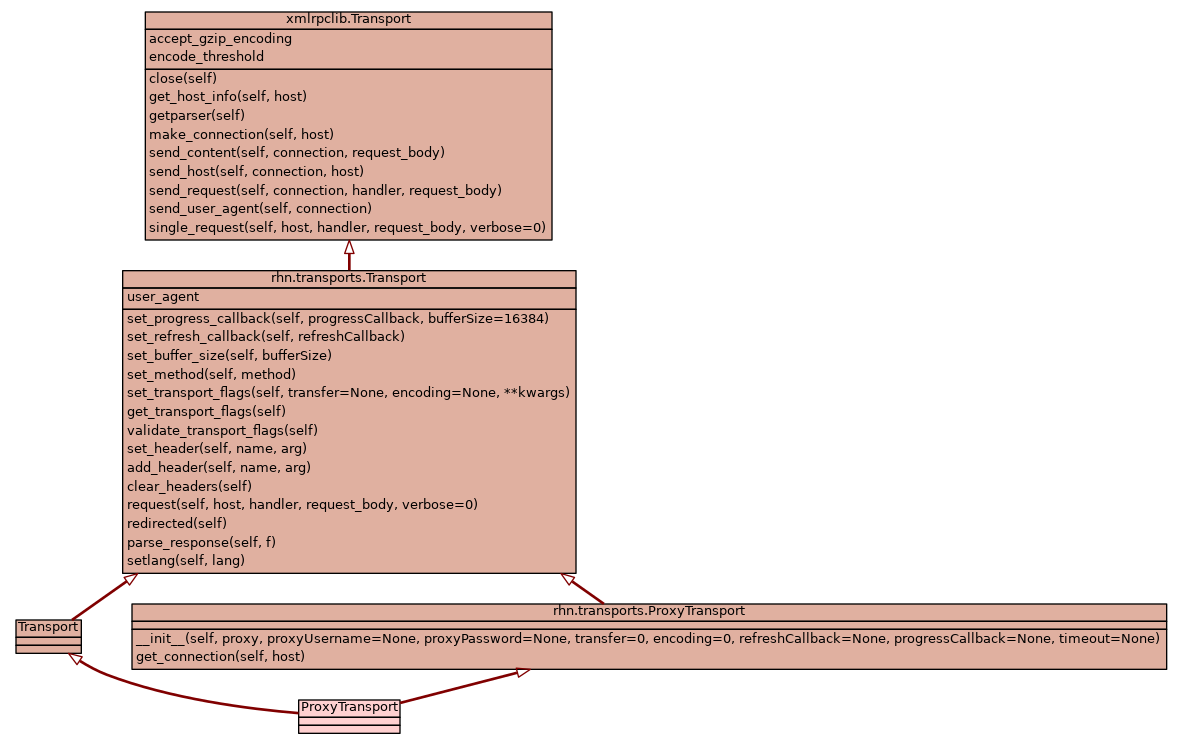 xmlrpclib.Transport
accept_gzip_encoding
encode_threshold
close(self)
get_host_info(self, host)
getparser(self)
make_connection(self, host)
send_content(self, connection, request_body)
send_host(self, connection, host)
send_request(self, connection, handler, request_body)
send_user_agent(self, connection)
single_request(self, host, handler, request_body, verbose=0)
rhn.transports.Transport
user_agent
set_progress_callback(self, progressCallback, bufferSize=16384)
set_refresh_callback(self, refreshCallback)
set_buffer_size(self, bufferSize)
set_method(self, method)
set_transport_flags(self, transfer=None, encoding=None, **kwargs)
get_transport_flags(self)
validate_transport_flags(self)
set_header(self, name, arg)
add_header(self, name, arg)
clear_headers(self)
request(self, host, handler, request_body, verbose=0)
redirected(self)
parse_response(self, f)
setlang(self, lang)
Transport
rhn.transports.ProxyTransport
__init__(self, proxy, proxyUsername=None, proxyPassword=None, transfer=0, encoding=0, refreshCallback=None, progressCallback=None, timeout=None)
get_connection(self, host)
ProxyTransport